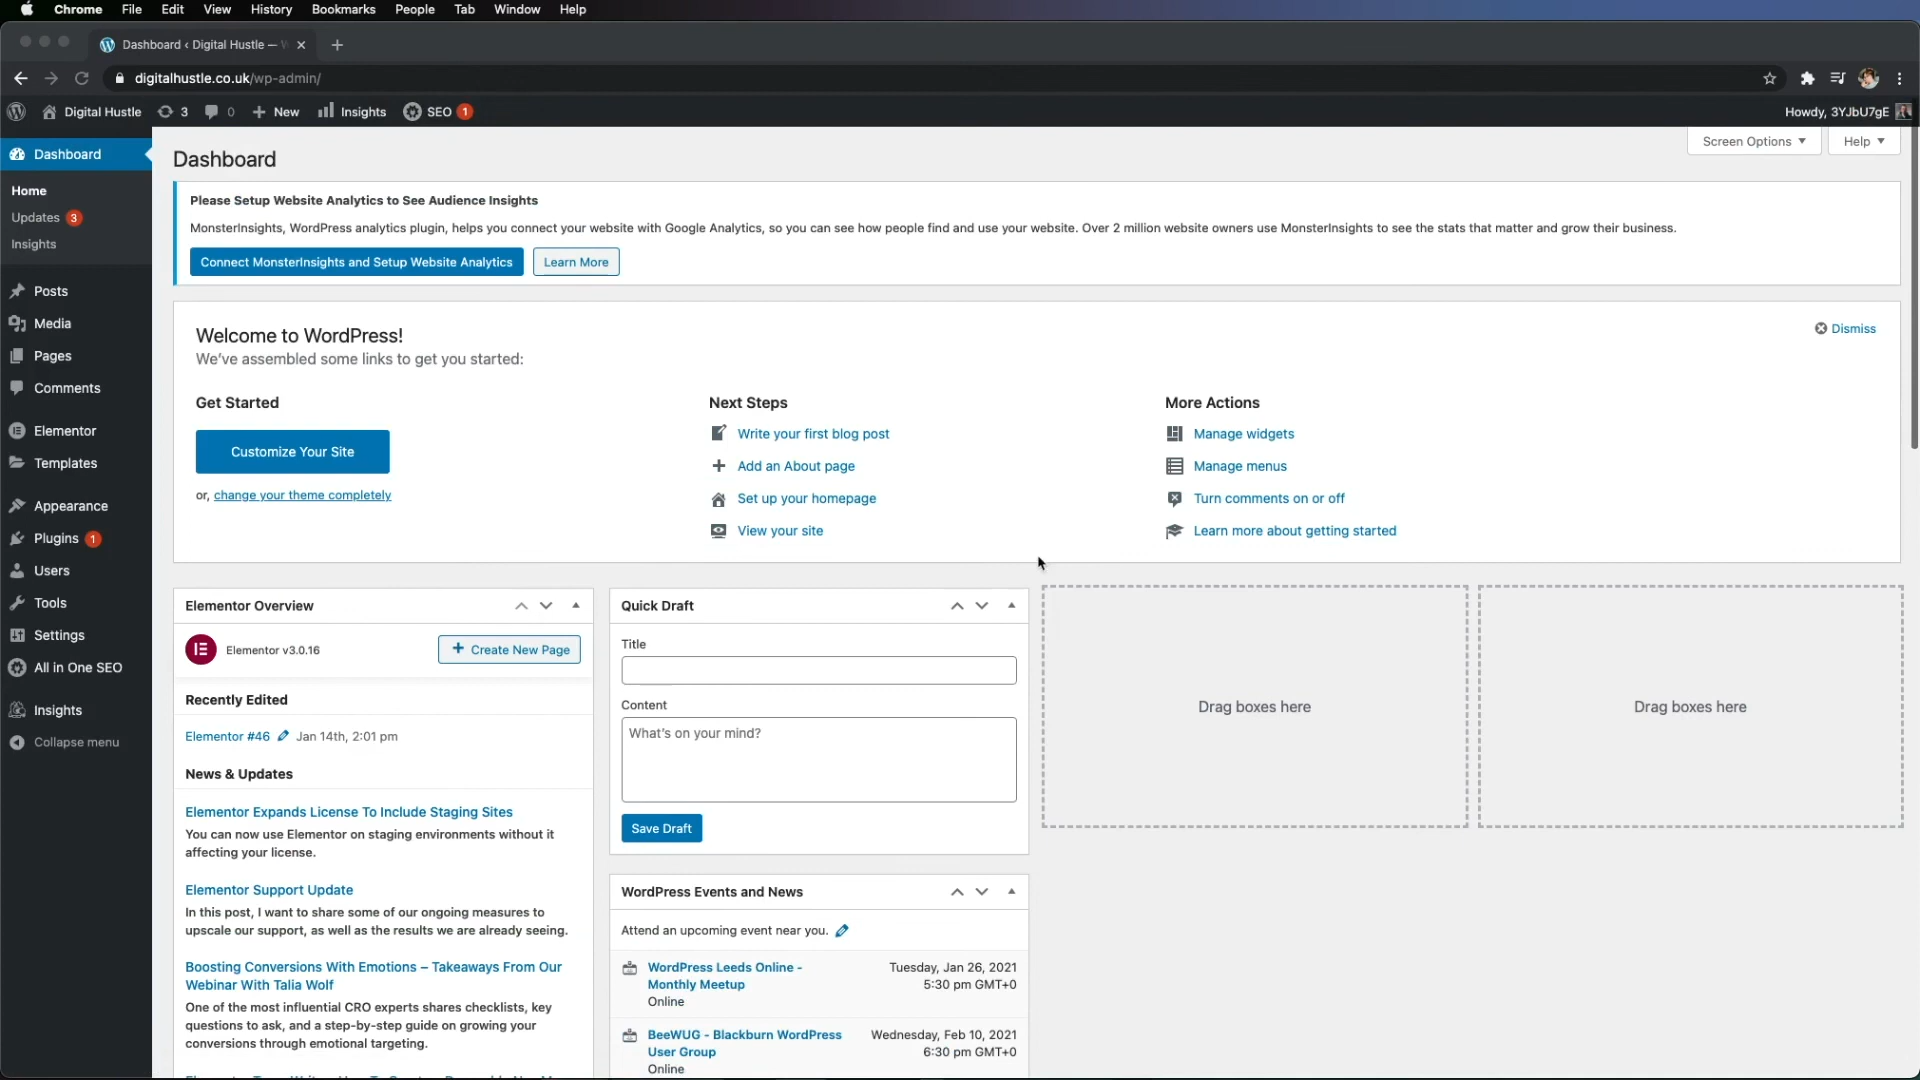 Chrome File Edit View History Bookmarks People Tab Window Help
Dashboard ‹ Digital Hustle —
digitalhustle.co.uk/wp-admin/
Digital Hustle 3 0 New Insights SEO 1 Howdy, 3YJbU7gE
Screen Options Help
Dashboard
Home
Updates 3
Insights
Posts
Media
Pages
Comments
Elementor
Templates
Appearance
Plugins 1
Users
Tools
Settings
All in One SEO
Insights
Collapse menu
Dashboard
Please Setup Website Analytics to See Audience Insights
MonsterInsights, WordPress analytics plugin, helps you connect your website with Google Analytics, so you can see how people find and use your website. Over 2 million website owners use MonsterInsights to see the stats that matter and grow their business.
Connect MonsterInsights and Setup Website Analytics Learn More
Welcome to WordPress!
Dismiss
We've assembled some links to get you started:
Get Started
Customize Your Site
or, change your theme completely
Next Steps
Write your first blog post
Add an About page
Set up your homepage
View your site
More Actions
Manage widgets
Manage menus
Turn comments on or off
Learn more about getting started
Elementor Overview
Elementor v3.0.16 Create New Page
Recently Edited
Elementor #46 Jan 14th, 2:01 pm
News & Updates
Elementor Expands License To Include Staging Sites
You can now use Elementor on staging environments without it
affecting your license.
Elementor Support Update
In this post, I want to share some of our ongoing measures to
upscale our support, as well as the results we are already seeing.
Boosting Conversions With Emotions – Takeaways From Our
Webinar With Talia Wolf
One of the most influential CRO experts shares checklists, key
questions to ask, and a step-by-step guide on growing your
conversions through emotional targeting.
Quick Draft
Title
Content
What's on your mind?
Save Draft
WordPress Events and News
Attend an upcoming event near you.
WordPress Leeds Online - Tuesday, Jan 26, 2021
Monthly Meetup 5:30 pm GMT+0
Online
BeeWUG - Blackburn WordPress Wednesday, Feb 10, 2021
User Group 6:30 pm GMT+0
Online
Drag boxes here
Drag boxes here